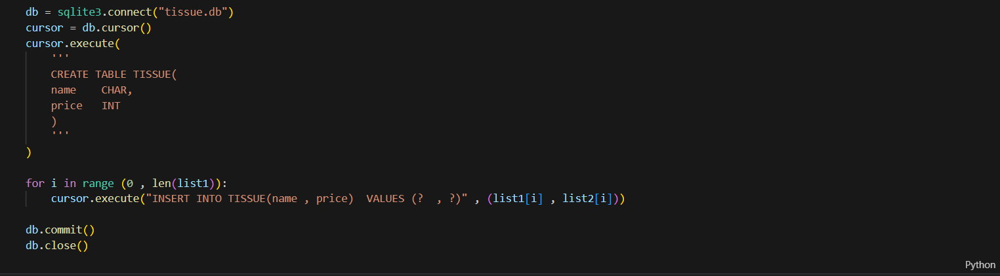 db = sqlite3.connect("tissue.db")
cursor = db.cursor()
cursor.execute(
    '''
    CREATE TABLE TISSUE(
    name    CHAR,
    price   INT
    )
    '''
)
for i in range (0 , len(list1)):
    cursor.execute("INSERT INTO TISSUE(name , price)  VALUES (?  , ?)" , (list1[i] , list2[i]))
db.commit()
db.close()
Python